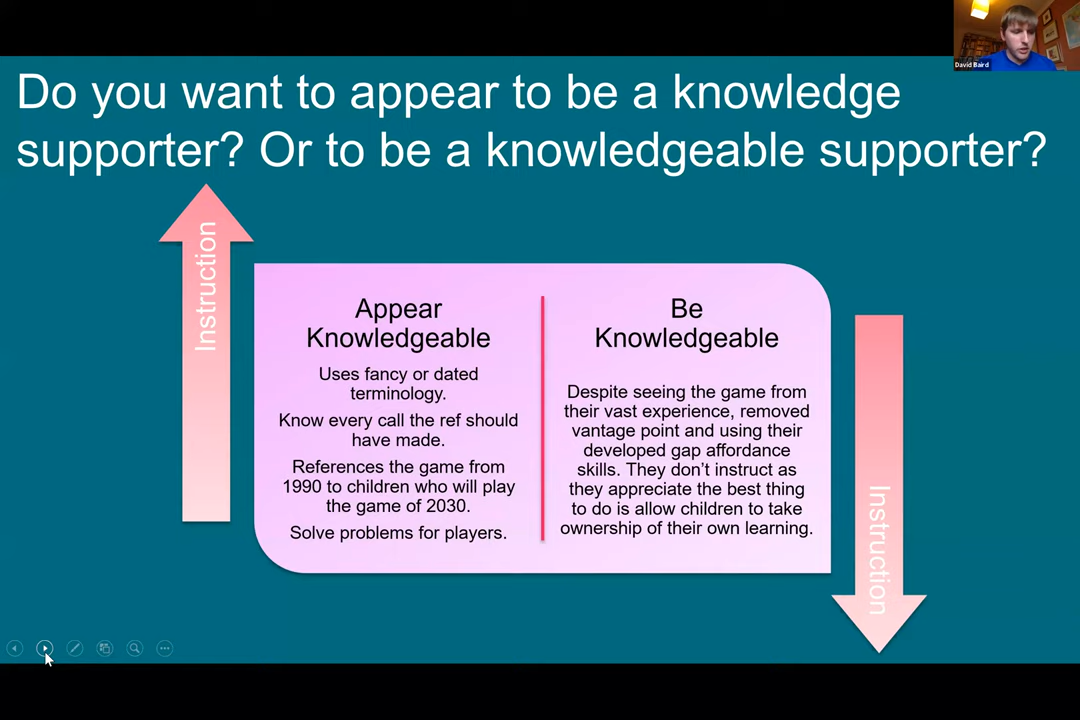 David Baird
Do you want to appear to be a knowledge
supporter? Or to be a knowledgeable supporter?
Instruction
Appear
Knowledgeable
Uses fancy or dated
terminology.
Know every call the ref should
have made.
References the game from
1990 to children who will play
the game of 2030.
Solve problems for players.
Be
Knowledgeable
Despite seeing the game from
their vast experience, removed
vantage point and using their
developed gap affordance
skills. They don’t instruct as
they appreciate the best thing
to do is allow children to take
ownership of their own learning.
Instruction